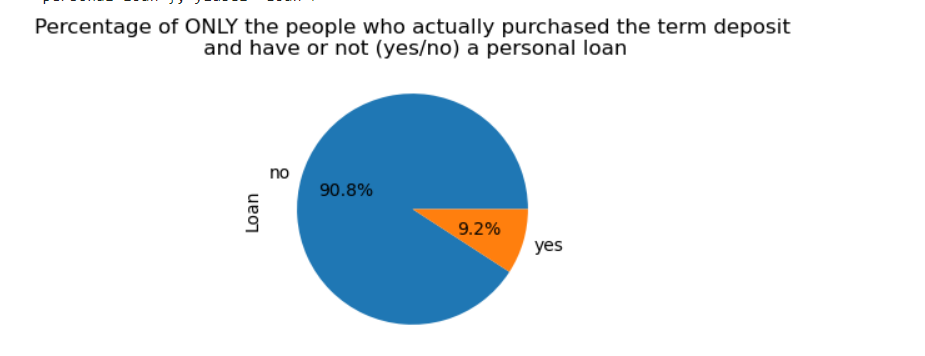 Percentage of ONLY the people who actually purchased the term deposit
and have or not (yes/no) a personal loan
no
90.8%
Loan
9.2%
yes